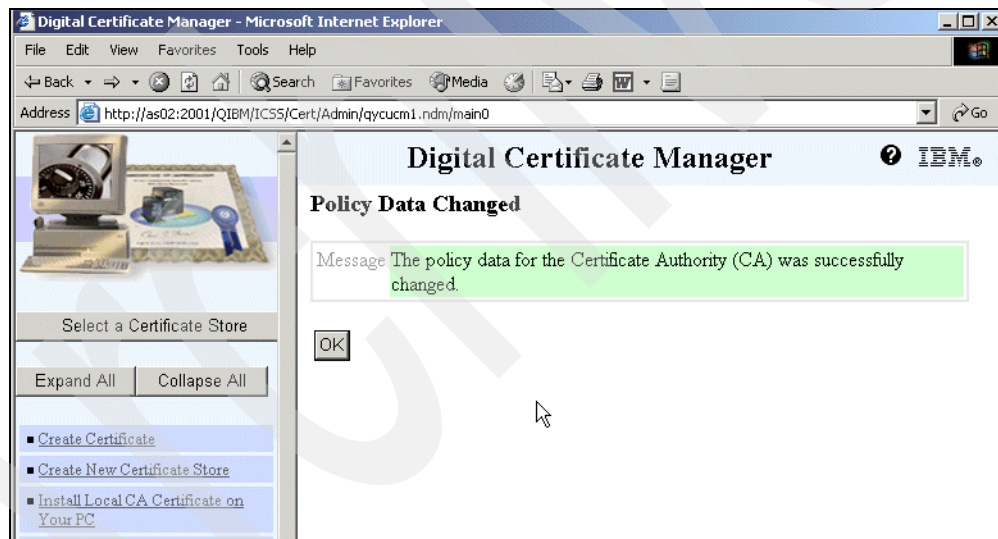 Digital Certificate Manager - Microsoft Internet Explorer
File Edit View Favorites Tools Help
Back Search Favorites Media
Address http://as02:2001/QIBM/ICSS/Cert/Admin/qycucm1.ndm/main0 Go
Digital Certificate Manager
IBM®
Policy Data Changed
Message The policy data for the Certificate Authority (CA) was successfully
changed.
OK
Select a Certificate Store
Expand All Collapse All
Create Certificate
Create New Certificate Store
Install Local CA Certificate on
Your PC